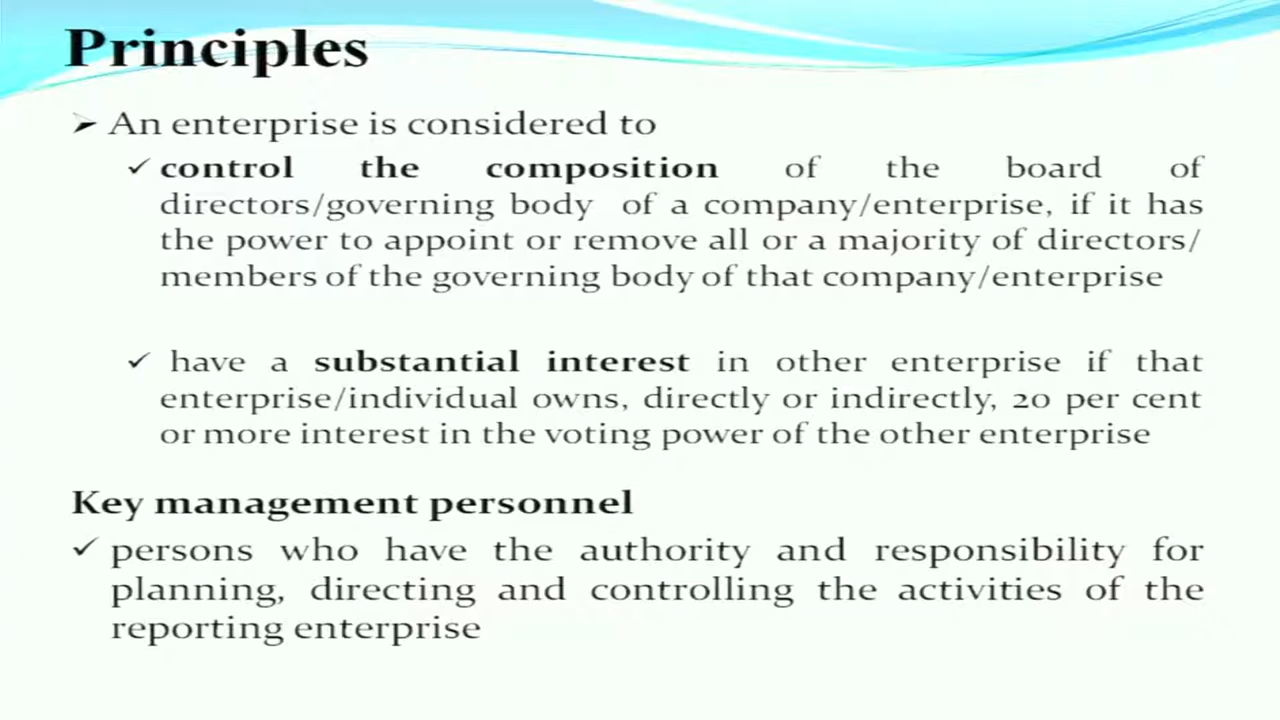 Principles
➢ An enterprise is considered to
✓ control the composition of the board of
directors/governing body of a company/enterprise, if it has
the power to appoint or remove all or a majority of directors/
members of the governing body of that company/enterprise
✓ have a substantial interest in other enterprise if that
enterprise/individual owns, directly or indirectly, 20 per cent
or more interest in the voting power of the other enterprise
Key management personnel
✓ persons who have the authority and responsibility for
planning, directing and controlling the activities of the
reporting enterprise